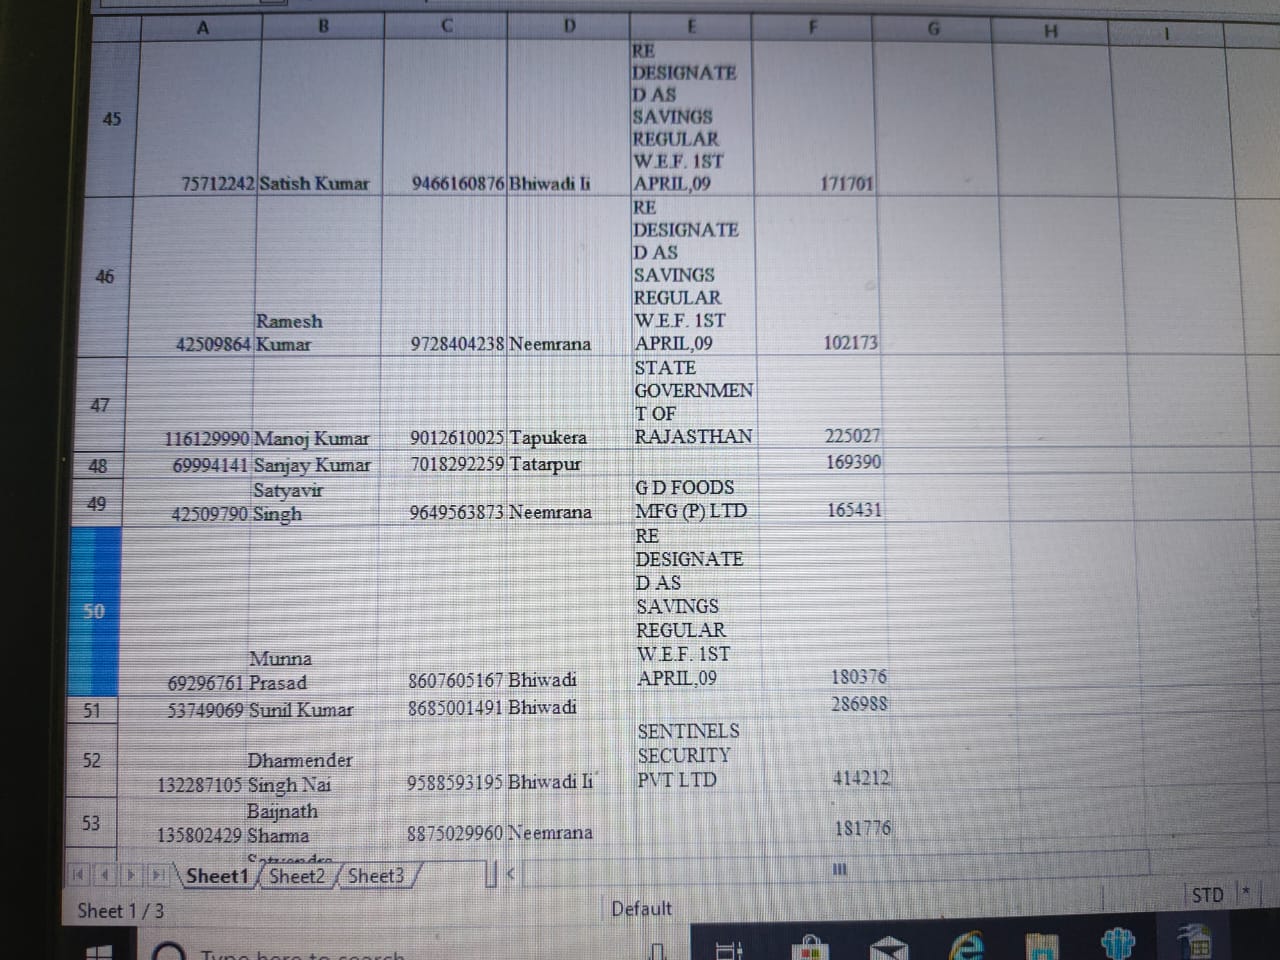 A B C D E F G H I
45 75712242 Satish Kumar 9466160876 Bhiwadi Ii
RE
DESIGNATE
D AS
SAVINGS
REGULAR
W.E.F. 1ST
APRIL,09
171701
46 42509864 Ramesh
Kumar
9728404238 Neemrana
RE
DESIGNATE
D AS
SAVINGS
REGULAR
W.E.F. 1ST
APRIL,09
102173
47 116129990 Manoj Kumar 9012610025 Tapukera
STATE
GOVERNMEN
T OF
RAJASTHAN
225027
48 69994141 Sanjay Kumar 7018292259 Tatarpur 169390
49 42509790 Satyavir
Singh
9649563873 Neemrana
G D FOODS
MFG (P) LTD
165431
50 69296761 Munna
Prasad
8607605167 Bhiwadi
RE
DESIGNATE
D AS
SAVINGS
REGULAR
W.E.F. 1ST
APRIL,09
180376
51 53749069 Sunil Kumar 8685001491 Bhiwadi 286988
52 132287105 Dharmender
Singh Nai
9588593195 Bhiwadi Ii
SENTINELS
SECURITY
PVT LTD
414212
53 135802429 Baijnath
Sharma
8875029960 Neemrana 181776
Sheet1 Sheet2 Sheet3
Sheet 1 / 3 Default STD *
Type here to search